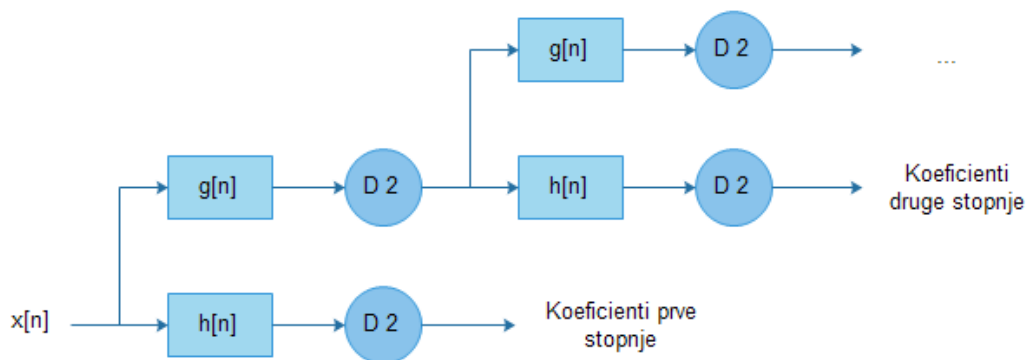 g[n]
D 2
...
g[n]
D 2
h[n]
D 2
Koeficienti
druge stopnje
x[n]
h[n]
D 2
Koeficienti prve
stopnje